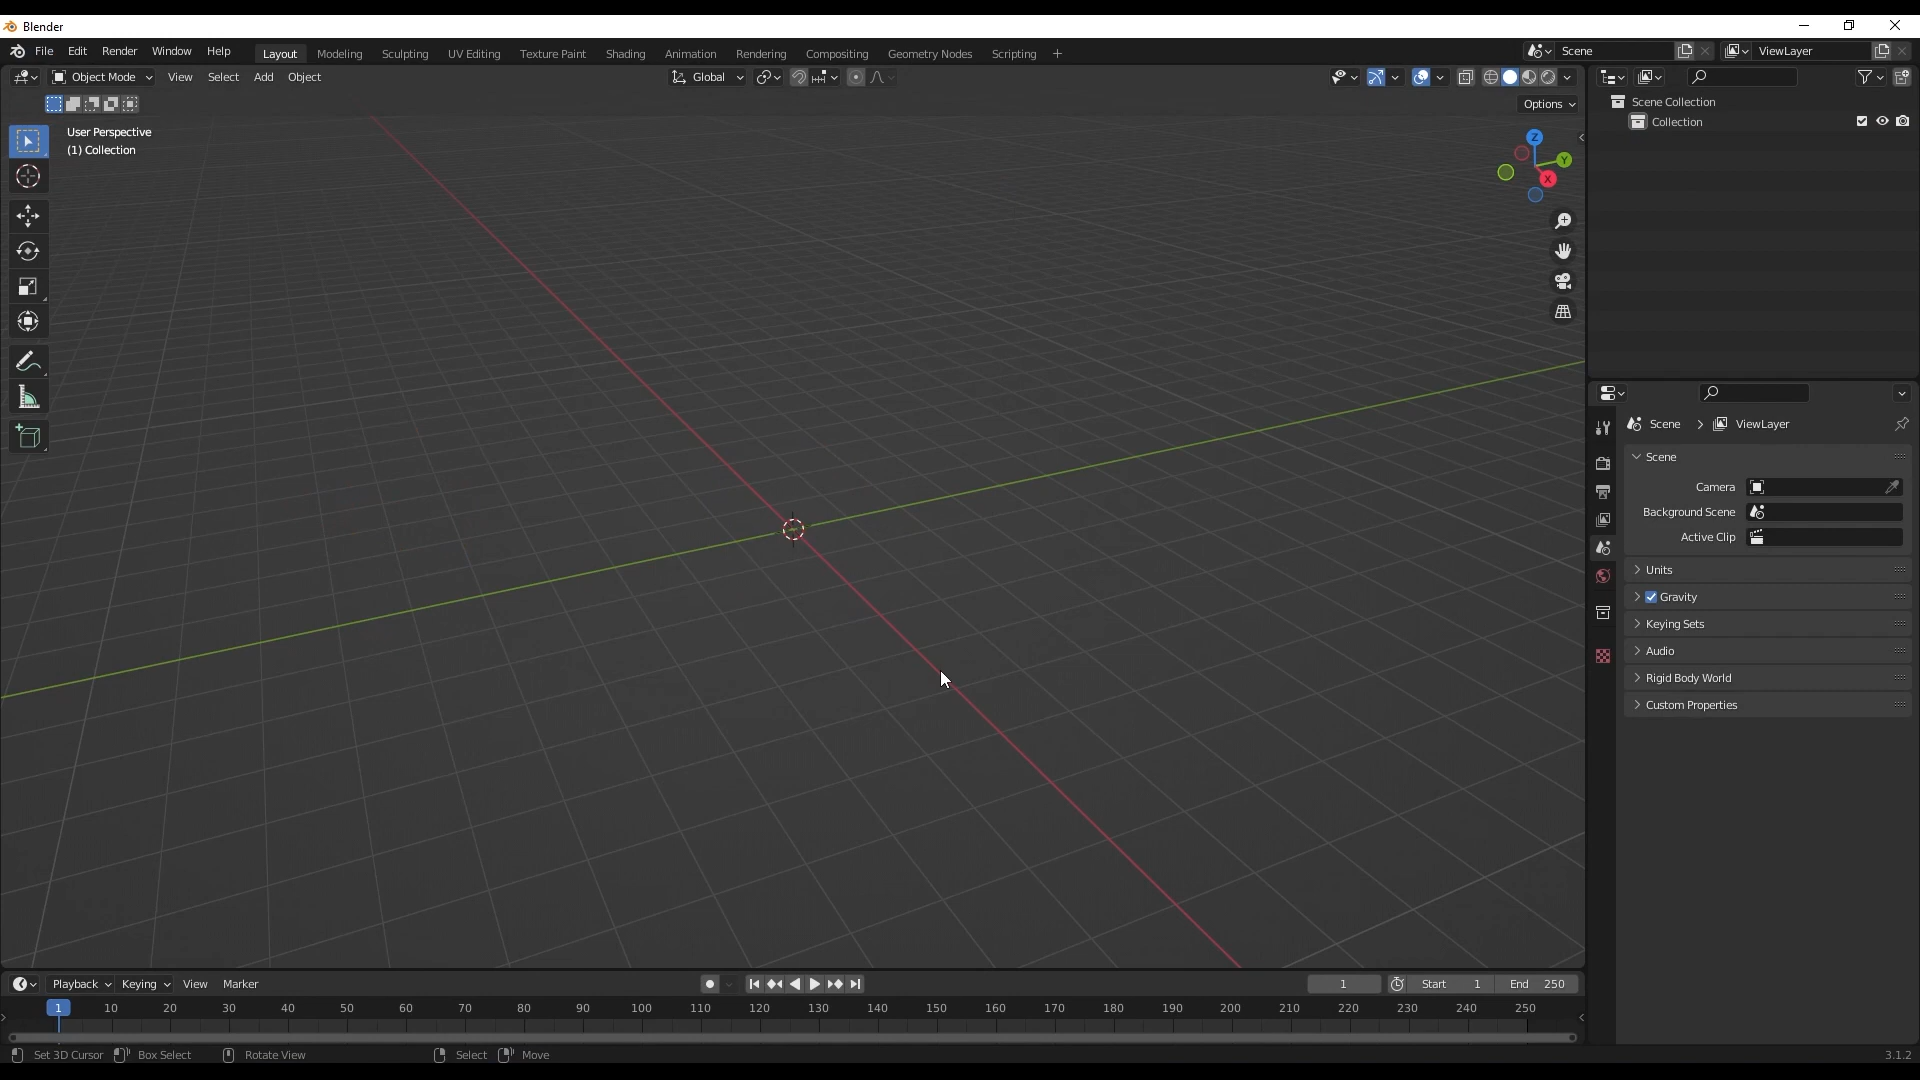 Blender
File Edit Render Window Help Layout Modeling Sculpting UV Editing Texture Paint Shading Animation Rendering Compositing Geometry Nodes Scripting + Scene ViewLayer
Object Mode View Select Add Object Global
Options
User Perspective
(1) Collection
Z
Y
X
Scene Collection
Collection
Scene > ViewLayer
Scene
Camera
Background Scene
Active Clip
Units
Gravity
Keying Sets
Audio
Rigid Body World
Custom Properties
Playback Keying View Marker 1 Start 1 End 250
1 10 20 30 40 50 60 70 80 90 100 110 120 130 140 150 160 170 180 190 200 210 220 230 240 250
Set 3D Cursor Box Select Rotate View Select Move 3.1.2